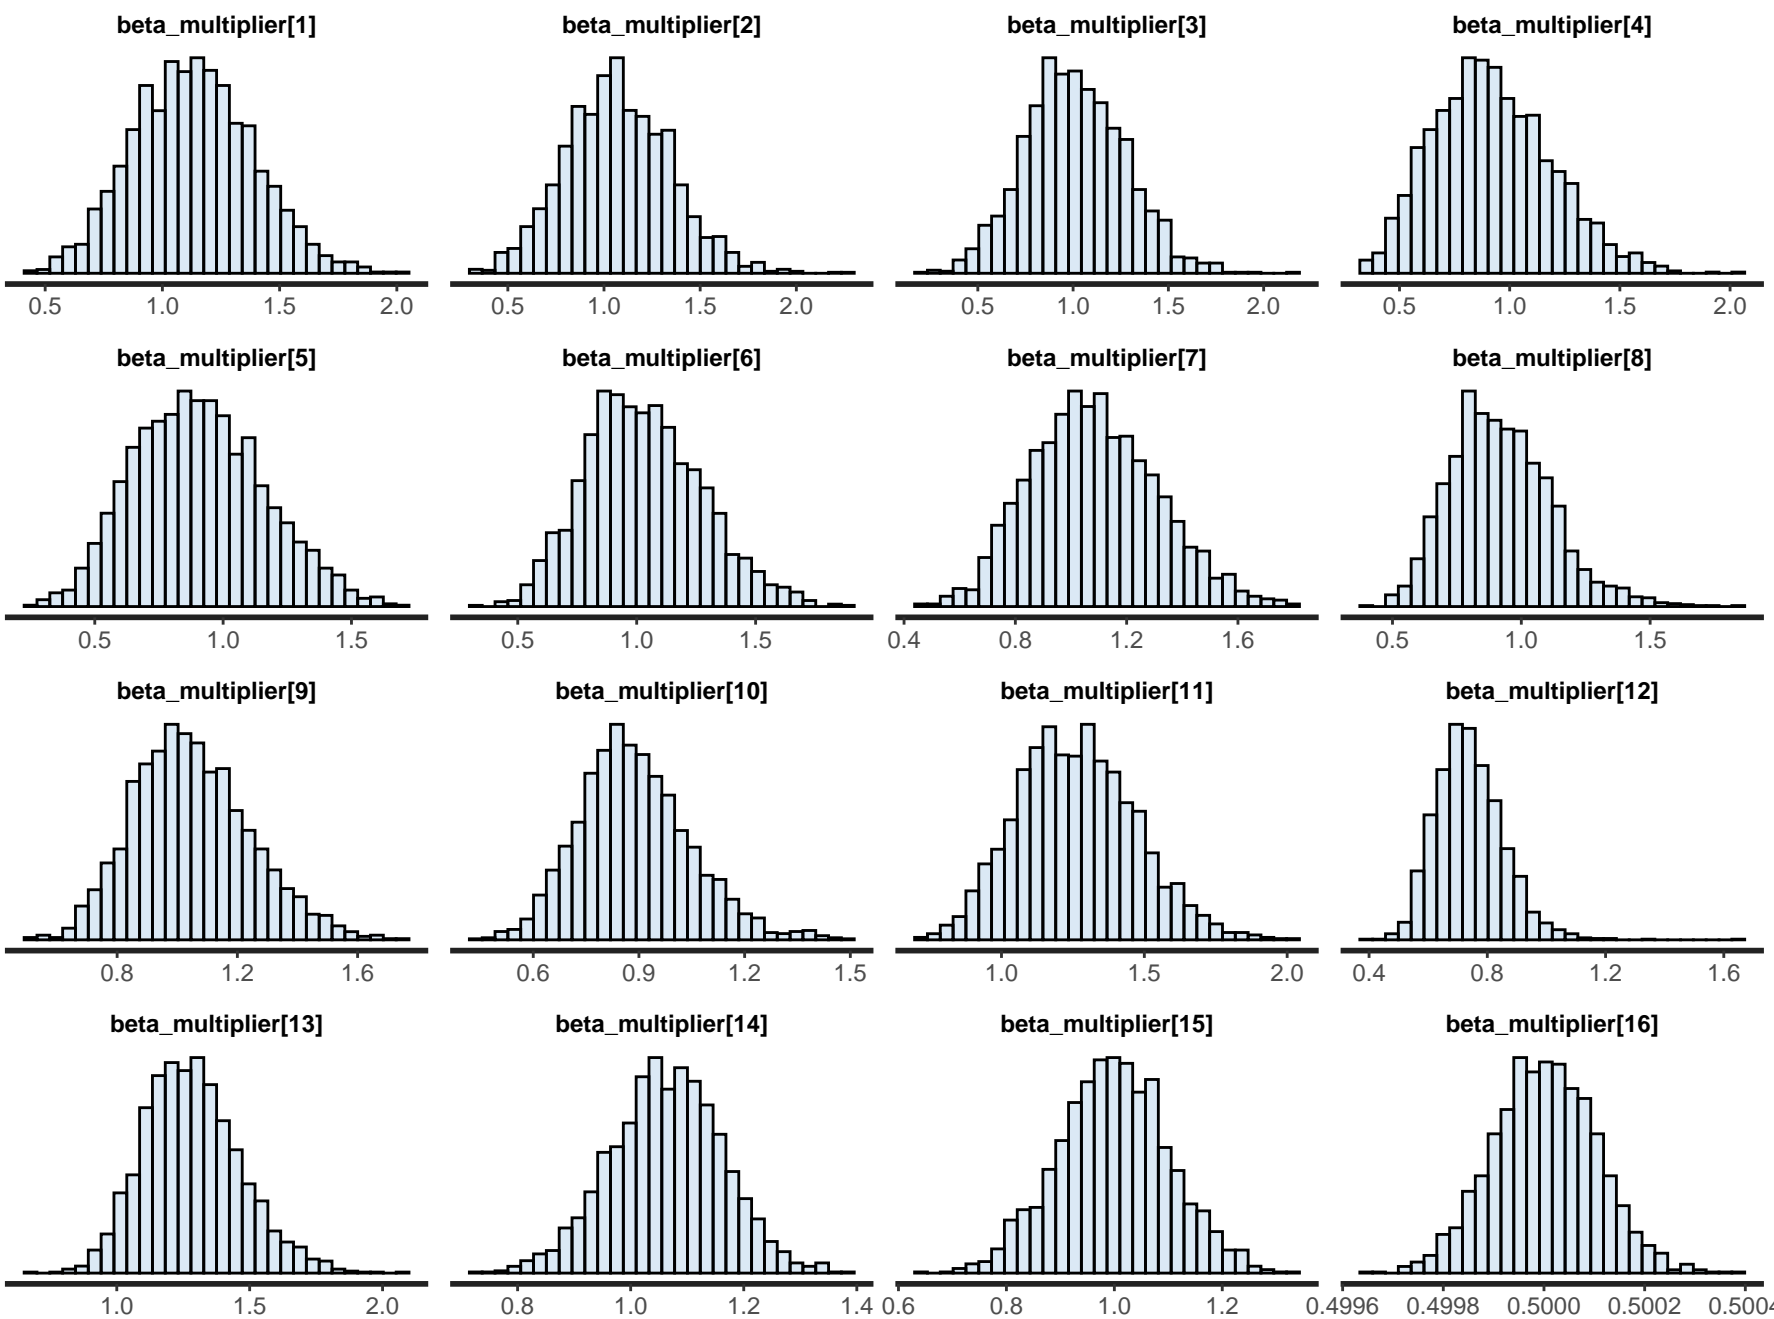 beta_multiplier[1] beta_multiplier[2] beta_multiplier[3] beta_multiplier[4]
0.5 1.0 1.5 2.0 0.5 1.0 1.5 2.0 0.5 1.0 1.5 2.0 0.5 1.0 1.5 2.0
beta_multiplier[5] beta_multiplier[6] beta_multiplier[7] beta_multiplier[8]
0.5 1.0 1.5 0.5 1.0 1.5 0.4 0.8 1.2 1.6 0.5 1.0 1.5
beta_multiplier[9] beta_multiplier[10] beta_multiplier[11] beta_multiplier[12]
0.8 1.2 1.6 0.6 0.9 1.2 1.5 1.0 1.5 2.0 0.4 0.8 1.2 1.6
beta_multiplier[13] beta_multiplier[14] beta_multiplier[15] beta_multiplier[16]
1.0 1.5 2.0 0.8 1.0 1.2 1.4 0.6 0.8 1.0 1.2 0.4996 0.4998 0.5000 0.5002 0.5004